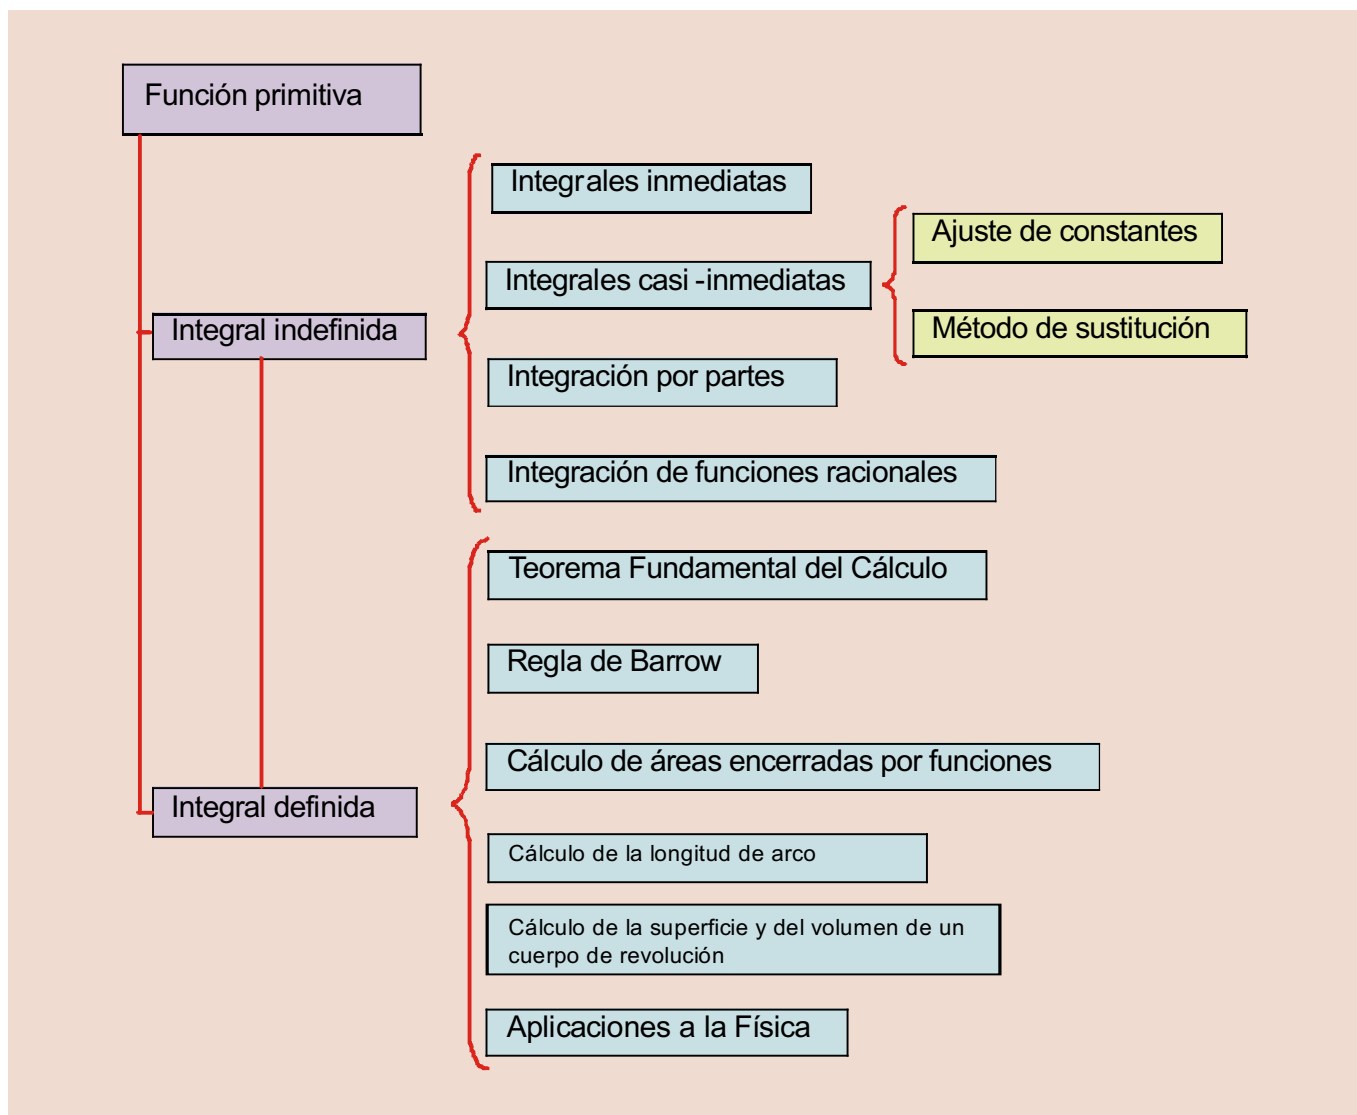 Función primitiva
Integrales inmediatas
Ajuste de constantes
Integrales casi -inmediatas
Integral indefinida
Método de sustitución
Integración por partes
Integración de funciones racionales
Teorema Fundamental del Cálculo
Regla de Barrow
Cálculo de áreas encerradas por funciones
Integral definida
Cálculo de la longitud de arco
Cálculo de la superficie y del volumen de un
cuerpo de revolución
Aplicaciones a la Física